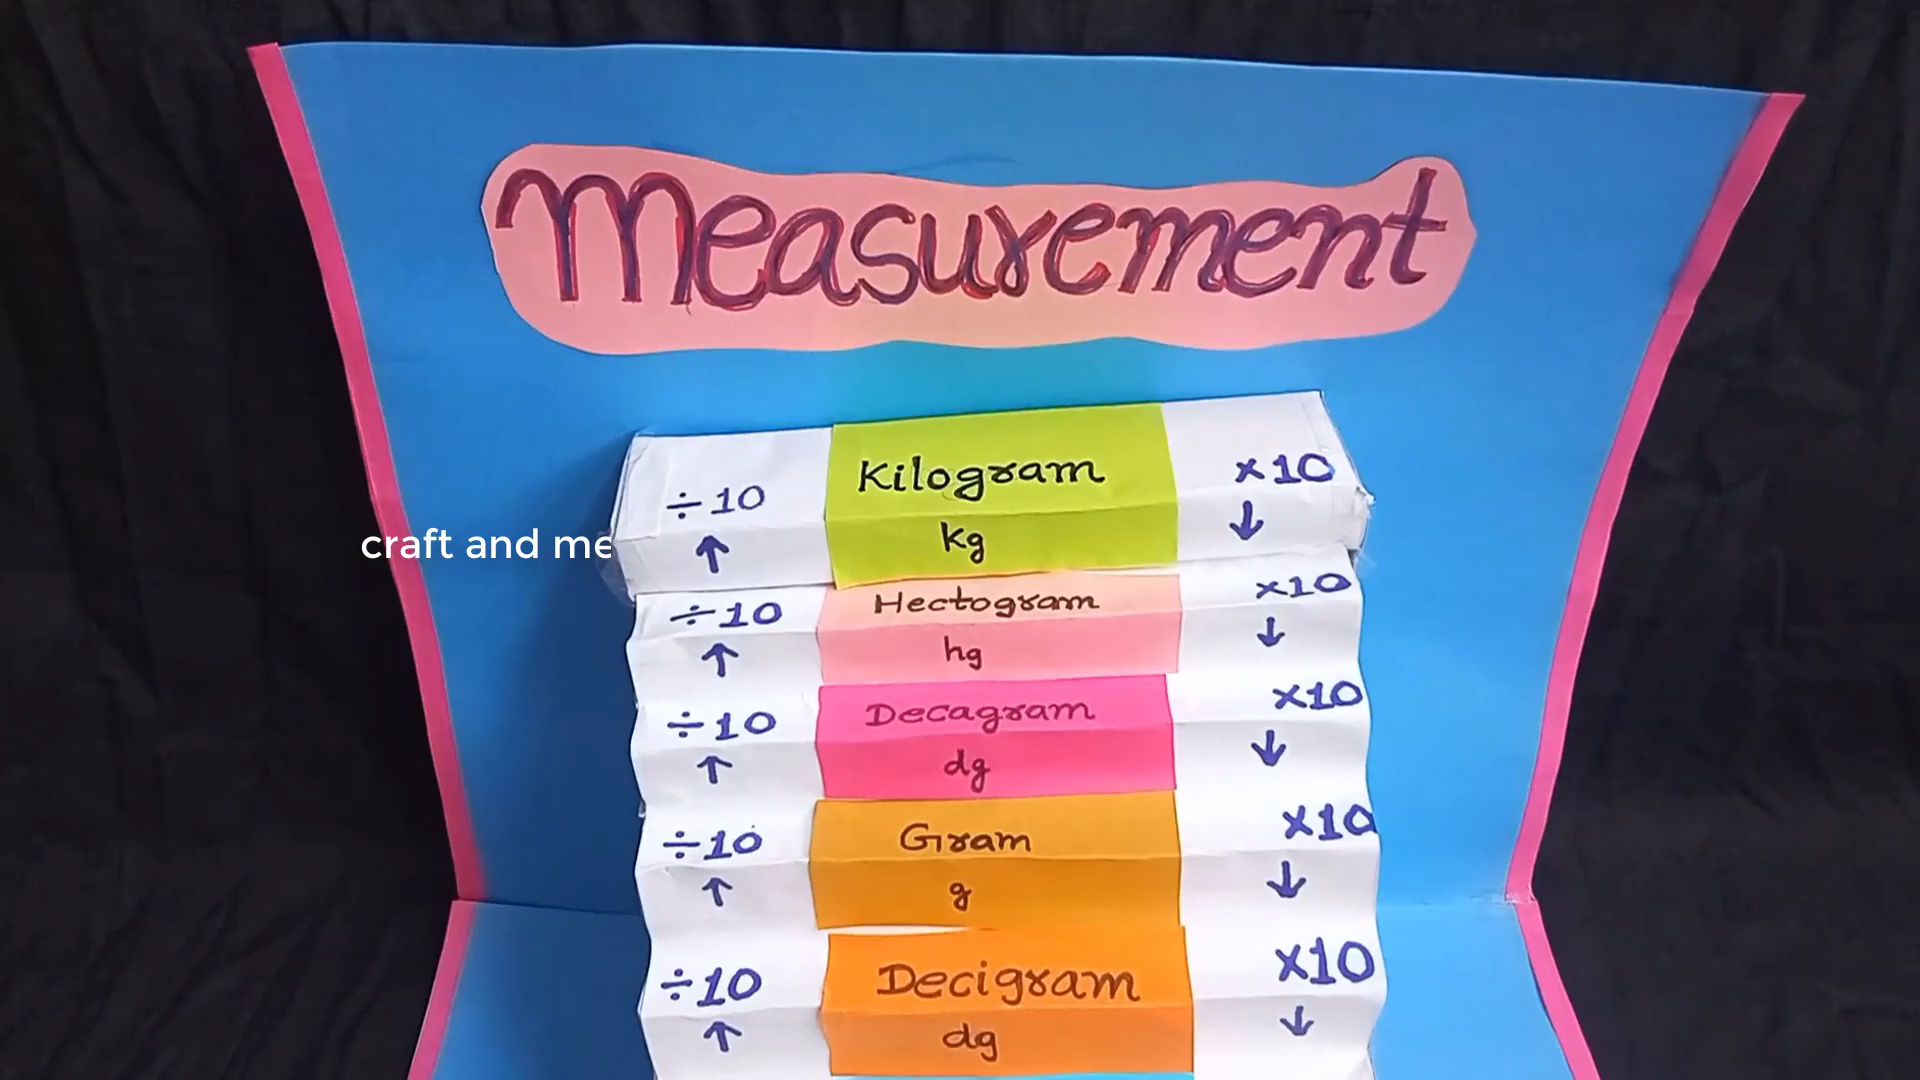 Measurement
÷10 Kilogram x10
↑ kg ↓
craft and me
÷10 Hectogram x10
↑ hg ↓
÷10 Decagram x10
↑ dg ↓
÷10 Gram x10
↑ g ↓
÷10 Decigram x10
↑ dg ↓